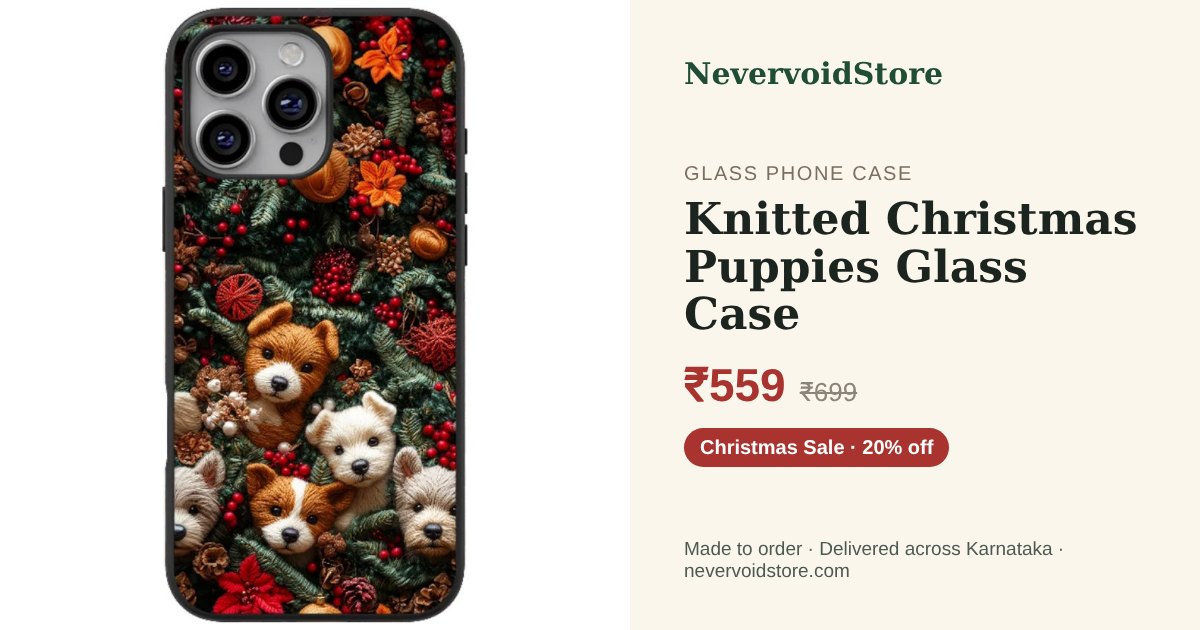 NevervoidStore
GLASS PHONE CASE
Knitted Christmas
Puppies Glass
Case
₹559 ₹699
Christmas Sale · 20% off
Made to order · Delivered across Karnataka ·
nevervoidstore.com